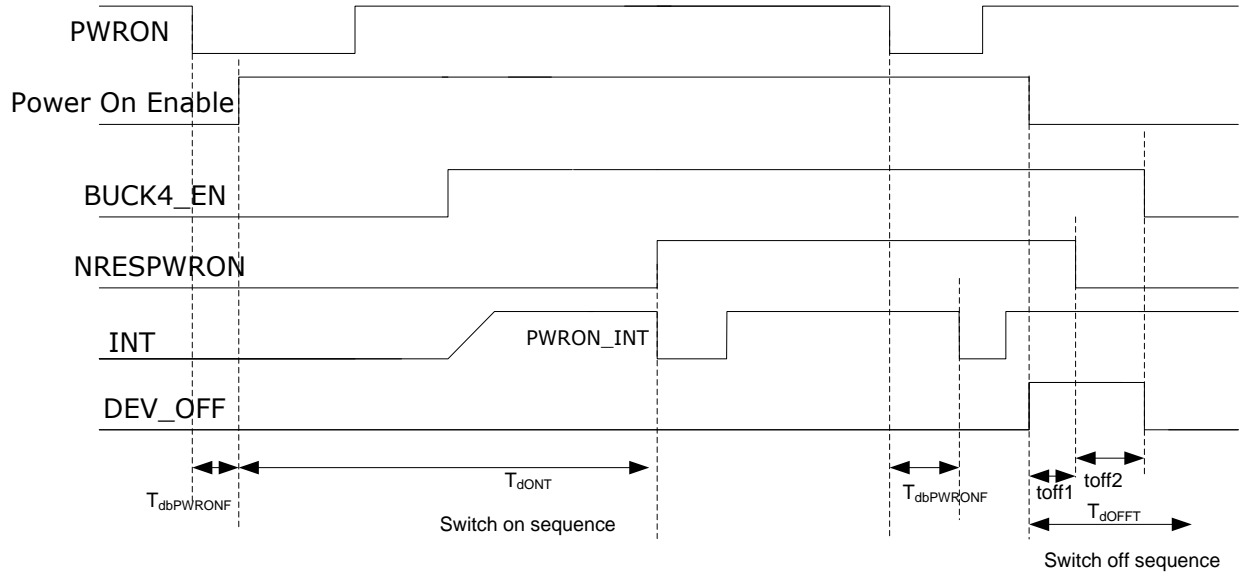 PWRON
Power On Enable
BUCK4_EN
NRESPWRON
PWRON_INT
INT
DEV_OFF
TdbPWRONF
TdONT
TdbPWRONF
toff1
toff2
TdOFFT
Switch on sequence
Switch off sequence